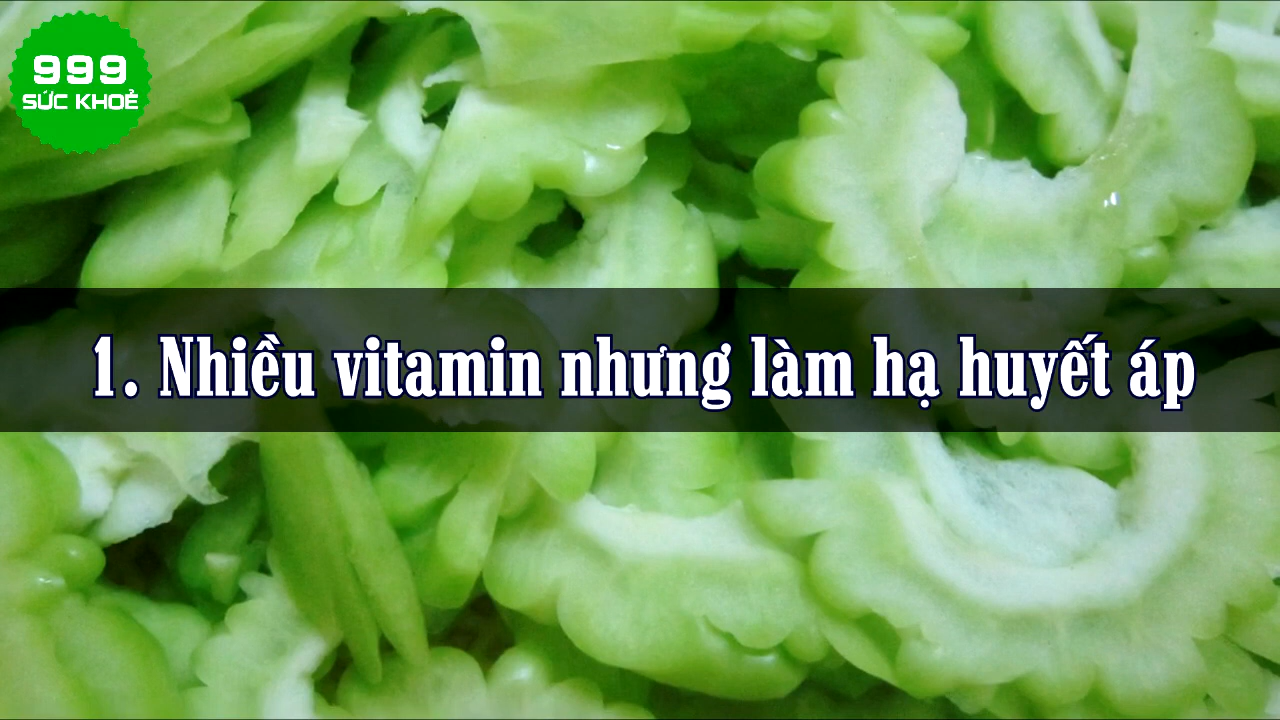 999
SỨC KHOẺ
1. Nhiều vitamin nhưng làm hạ huyết áp